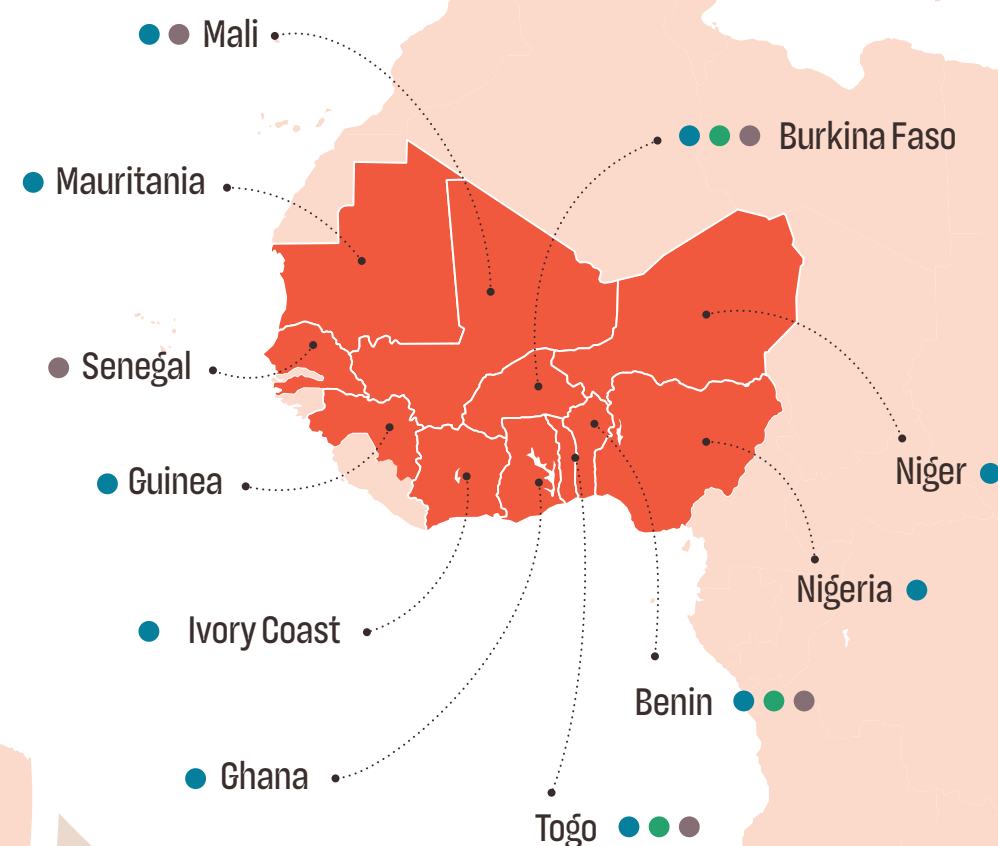 Mali
Burkina Faso
Mauritania
Senegal
Niger
Guinea
Nigeria
Ivory Coast
Benin
Ghana
Togo